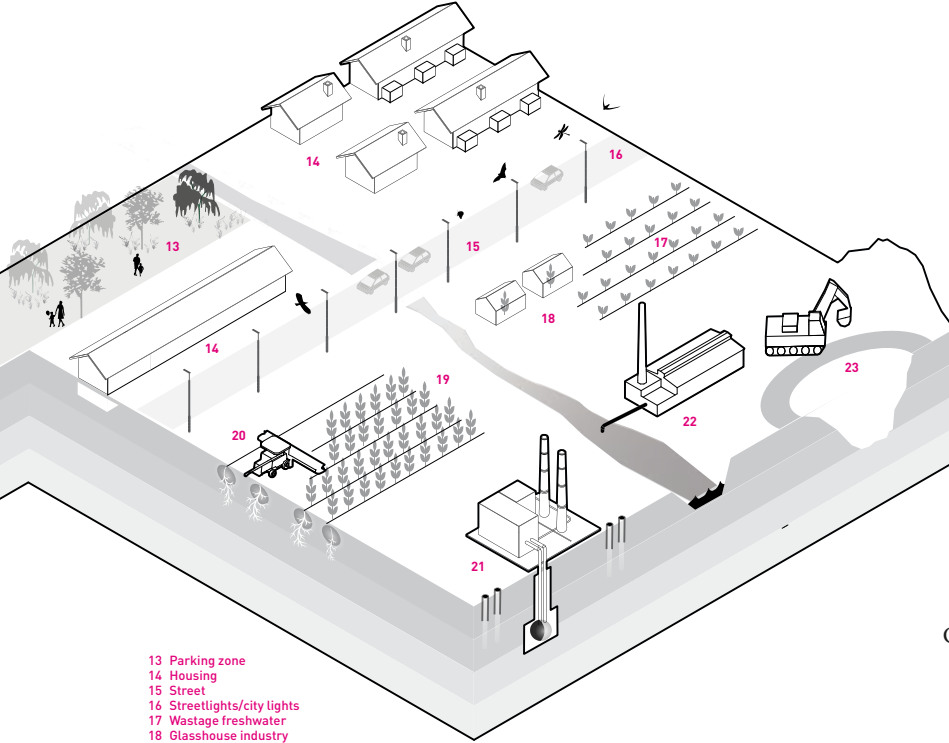 14
16
13
15
17
18
14
23
19
22
20
21
13 Parking zone
14 Housing
15 Street
16 Streetlights/city lights
17 Wastage freshwater
18 Glasshouse industry